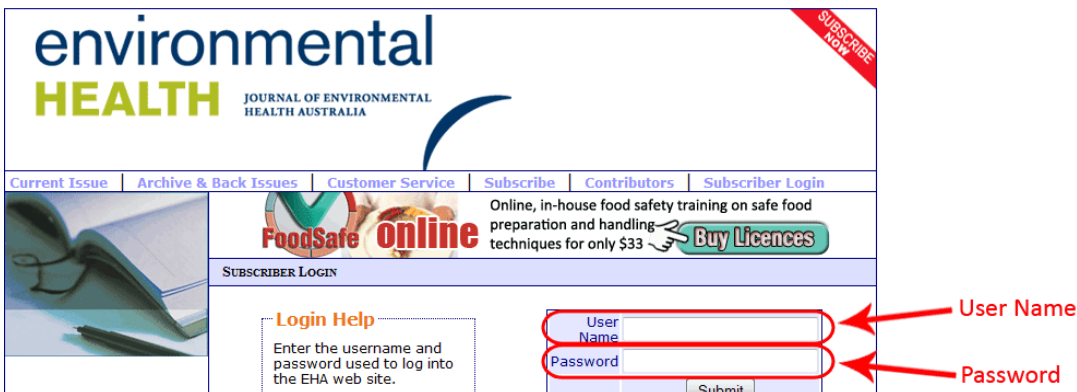 environmental
HEALTH
JOURNAL OF ENVIRONMENTAL
HEALTH AUSTRALIA
SUBSCRIBE
NOW
Current Issue | Archive & Back Issues | Customer Service | Subscribe | Contributors | Subscriber Login
FoodSafe online
Online, in-house food safety training on safe food
preparation and handling
techniques for only $33
Buy Licences
SUBSCRIBER LOGIN
Login Help
Enter the username and
password used to log into
the EHA web site.
User
Name
Password
Submit
User Name
Password